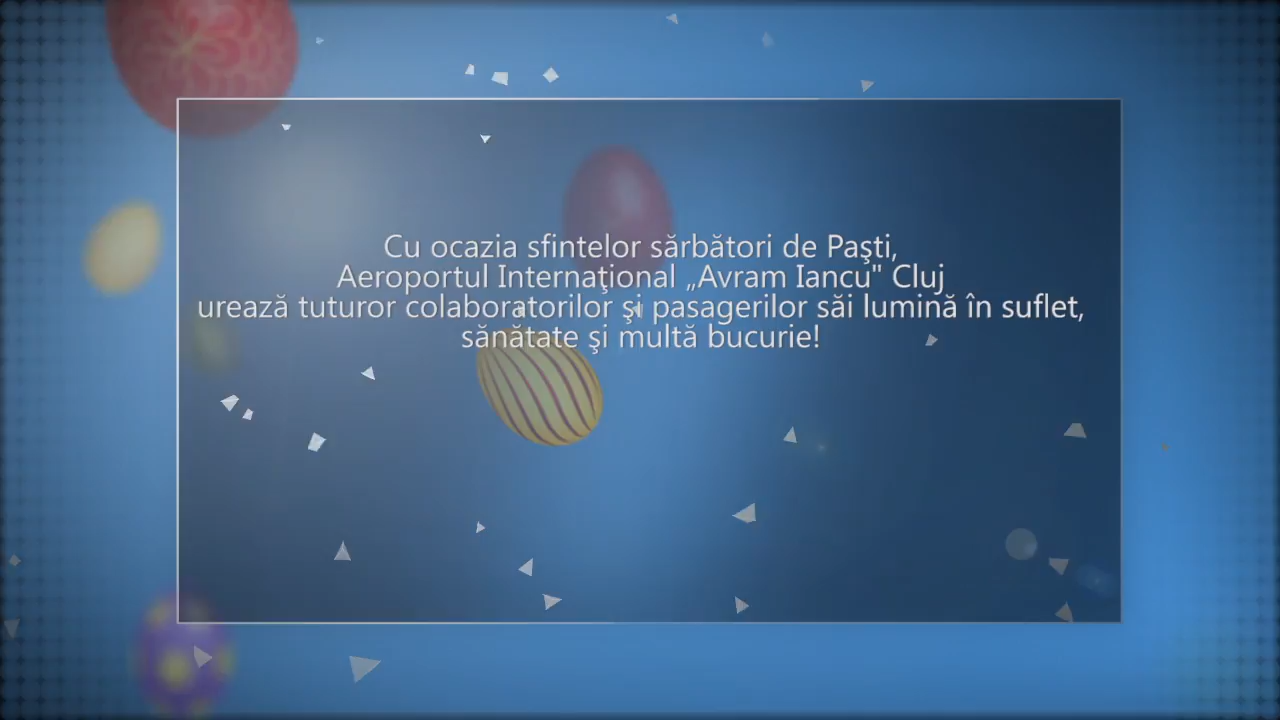 Cu ocazia sfintelor sărbători de Paşti,
Aeroportul Internaţional „Avram Iancu" Cluj
urează tuturor colaboratorilor şi pasagerilor săi lumină în suflet,
sănătate şi multă bucurie!